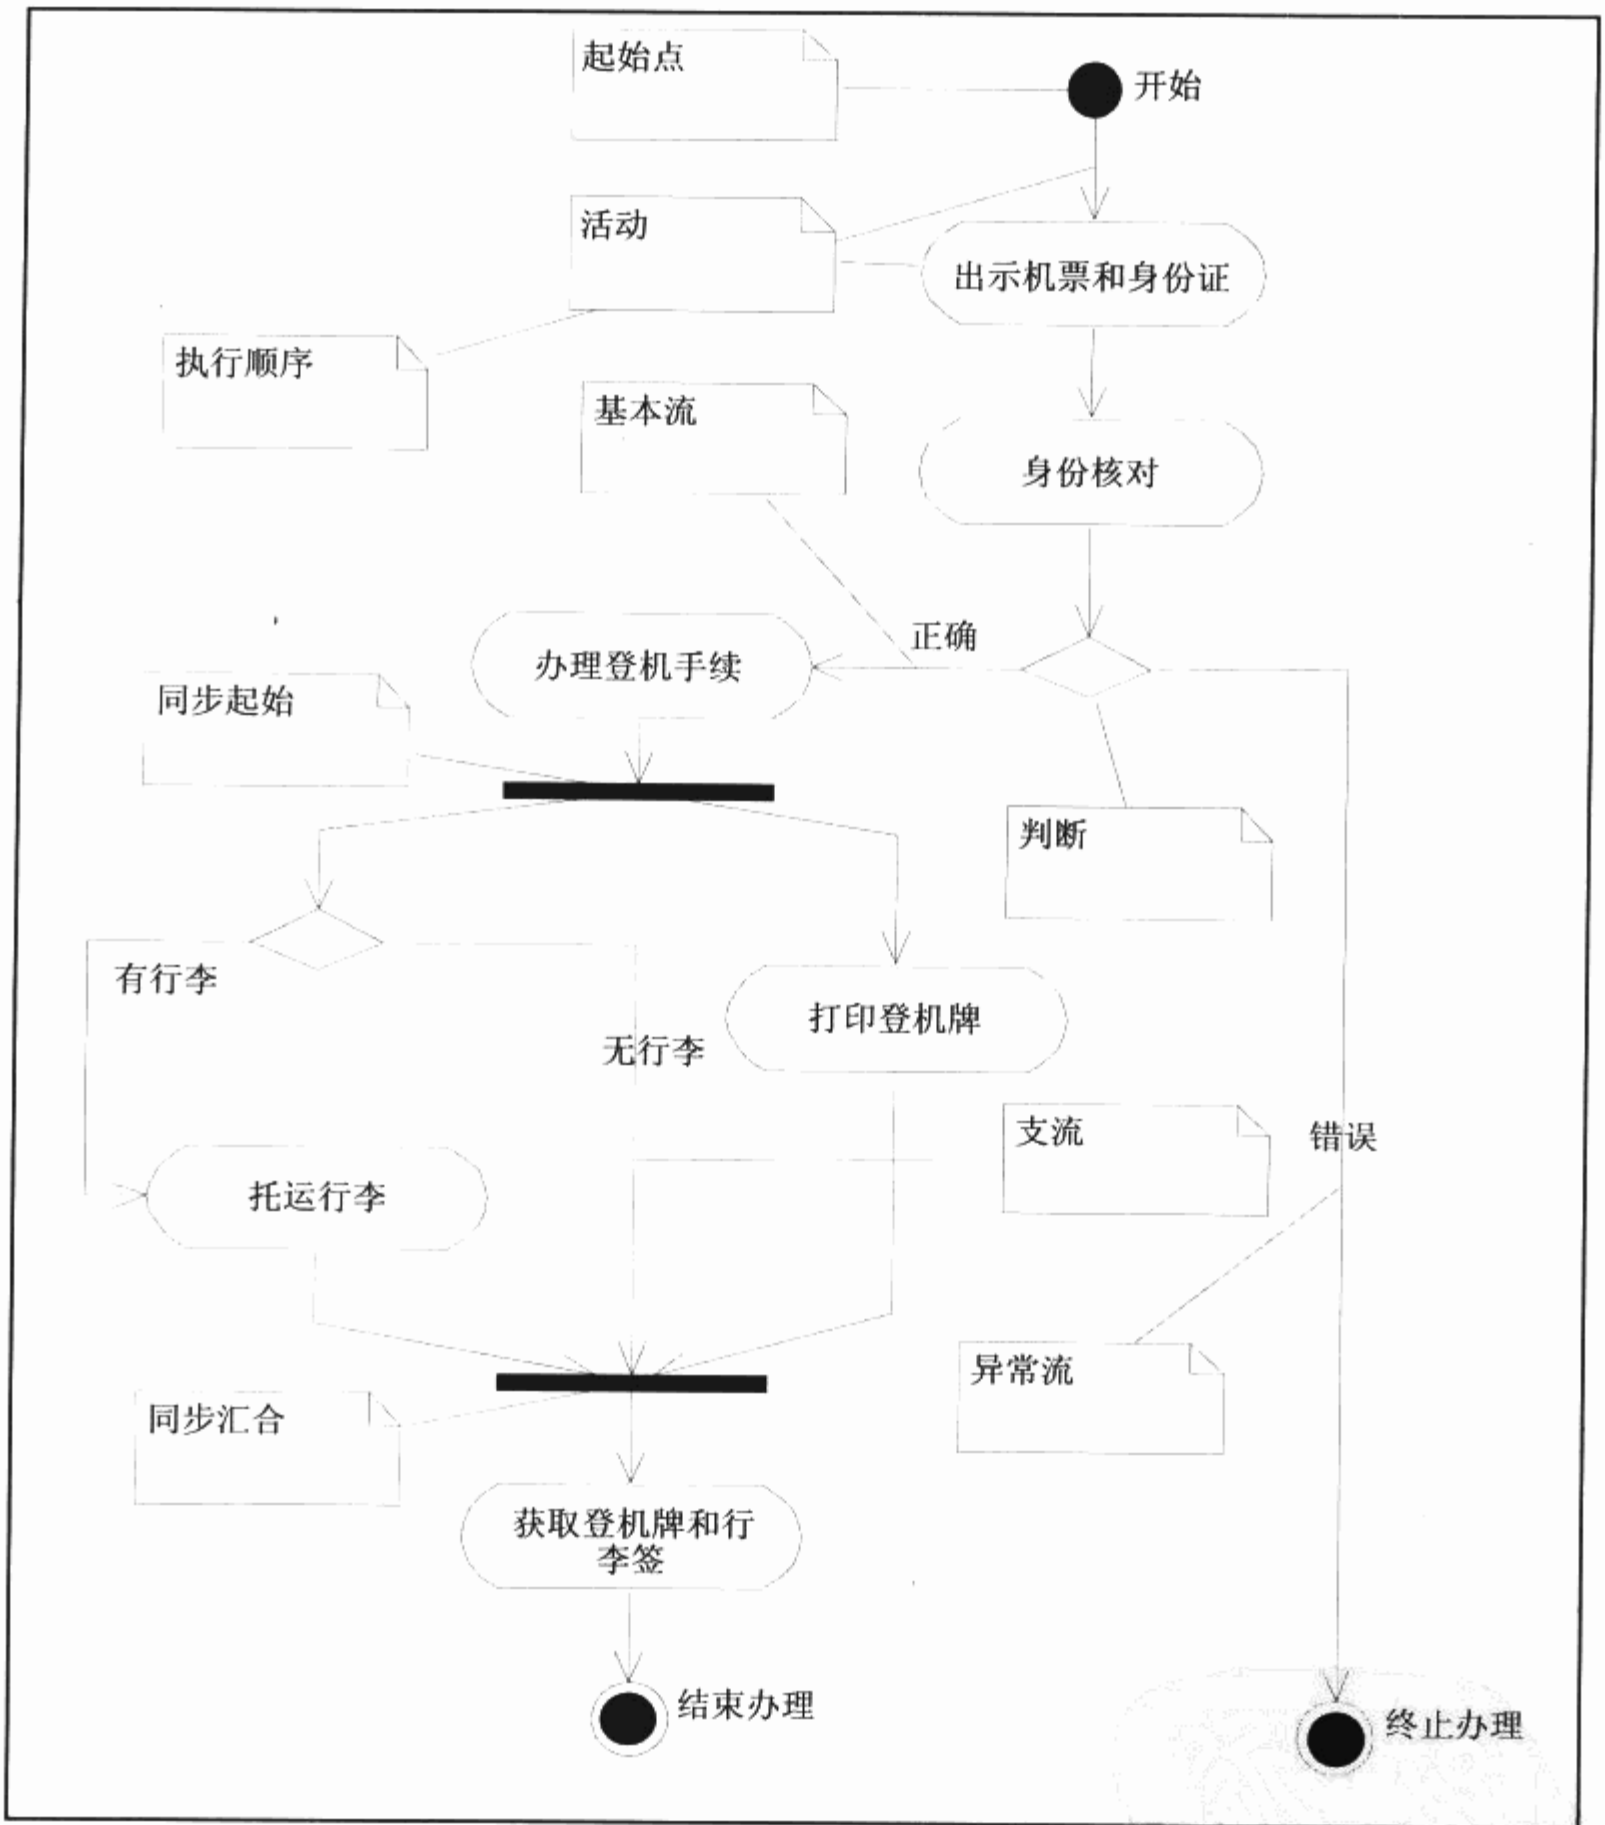 起始点
开始
活动
出示机票和身份证
执行顺序
基本流
身份核对
正确
办理登机手续
同步起始
判断
有行李
打印登机牌
无行李
支流
错误
托运行李
异常流
同步汇合
获取登机牌和行
李签
结束办理
终止办理